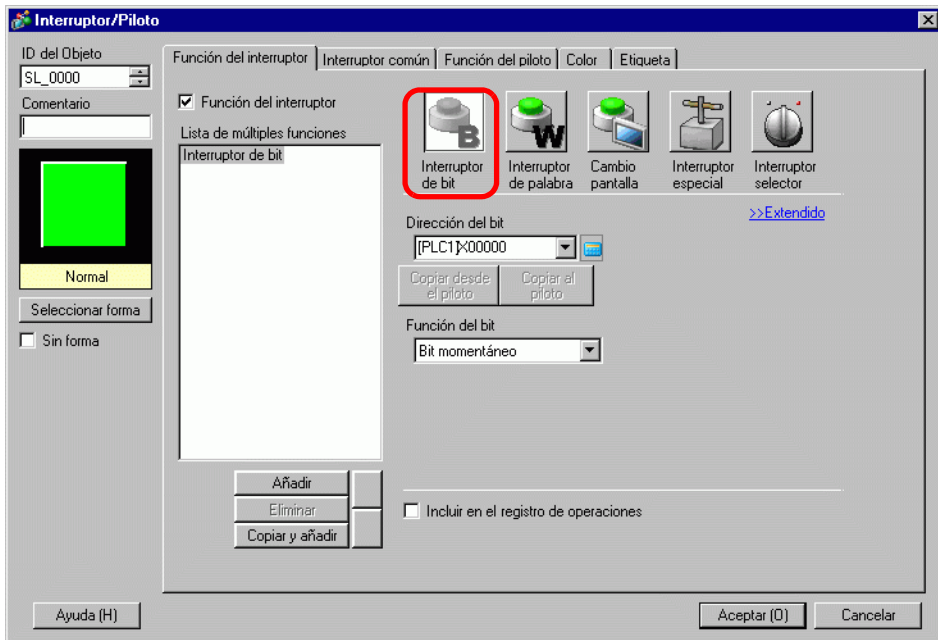 Interruptor/Piloto
ID del Objeto
SL_0000
Comentario
Normal
Seleccionar forma
Sin forma
Función del interruptor
Interruptor común
Función del piloto
Color
Etiqueta
Función del interruptor
Lista de múltiples funciones
Interruptor de bit
Añadir
Eliminar
Copiar y añadir
B
Interruptor
de bit
W
Interruptor
de palabra
Cambio
pantalla
Interruptor
especial
Interruptor
selector
>>Extendido
Dirección del bit
[PLC1]X00000
Copiar desde
el piloto
Copiar al
piloto
Función del bit
Bit momentáneo
Incluir en el registro de operaciones
Ayuda (H)
Aceptar (O)
Cancelar